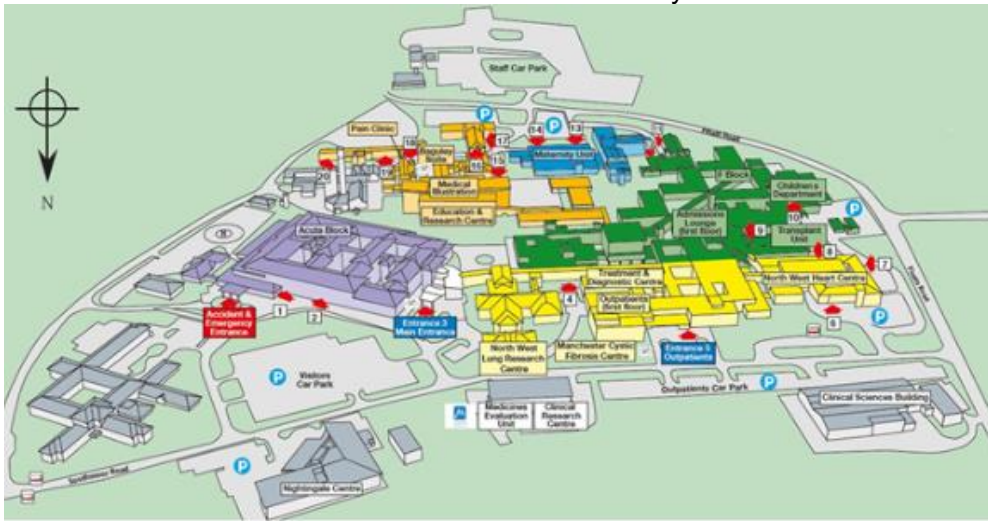 Staff Car Park
P
P
Pain Clinic
18
17
14
13
Baguley
Suite
Maternity Unit
20
19
16
15
Medical
Illustration
F Block
Children's
Department
N
Education &
Research Centre
Admissions
Lounge
(first floor)
10
P
Acute Block
9
Transplant
Unit
8
7
Treatment &
Diagnostic Centre
North West Heart Centre
4
Outpatients
(first floor)
1
2
6
P
Accident &
Emergency
Entrance
Entrance 3
Main Entrance
North West
Lung Research
Centre
Manchester Cystic
Fibrosis Centre
Entrance 5
Outpatients
P
Visitors
Car Park
P
Outpatients Car Park
Medicines
Evaluation
Unit
Clinical
Research
Centre
Clinical Sciences Building
P
Nightingale Centre